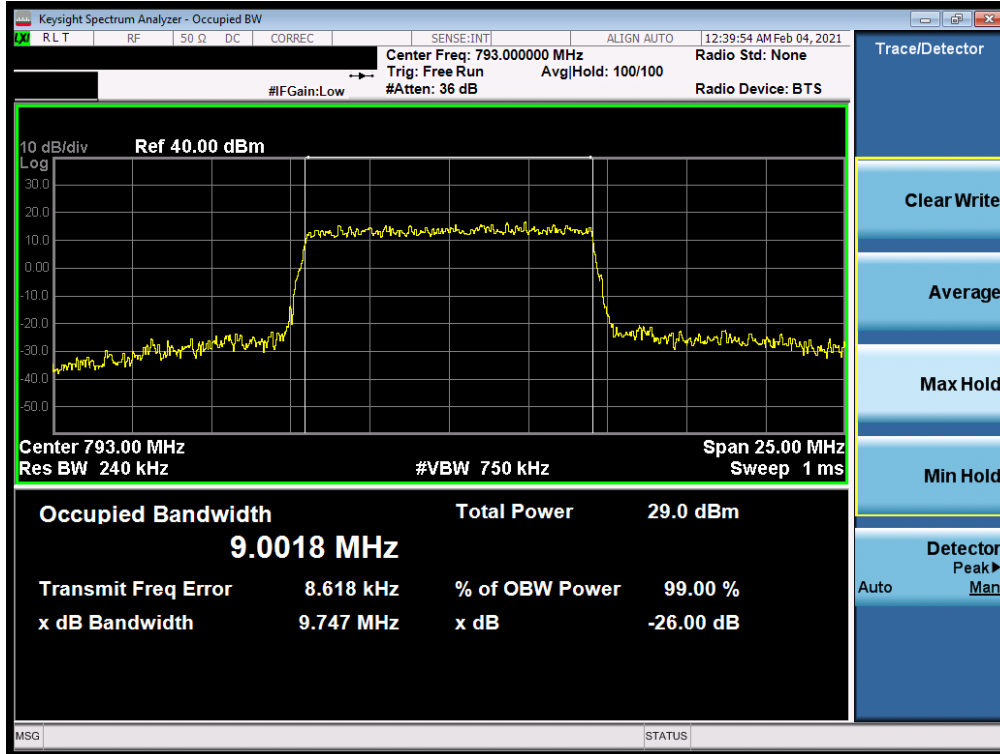 Keysight Spectrum Analyzer - Occupied BW
LXI RLT RF 50 Ω DC CORREC SENSE:INT ALIGN AUTO 12:39:54 AM Feb 04, 2021
Center Freq: 793.000000 MHz Radio Std: None
Trig: Free Run Avg|Hold: 100/100
#IFGain:Low #Atten: 36 dB Radio Device: BTS
Trace/Detector
10 dB/div Ref 40.00 dBm
Log
30.0
20.0
10.0
0.00
-10.0
-20.0
-30.0
-40.0
-50.0
Center 793.00 MHz Span 25.00 MHz
Res BW 240 kHz #VBW 750 kHz Sweep 1 ms
Occupied Bandwidth Total Power 29.0 dBm
9.0018 MHz
Transmit Freq Error 8.618 kHz % of OBW Power 99.00 %
x dB Bandwidth 9.747 MHz x dB -26.00 dB
Clear Write
Average
Max Hold
Min Hold
Detector
Peak▶
Auto Man
MSG STATUS